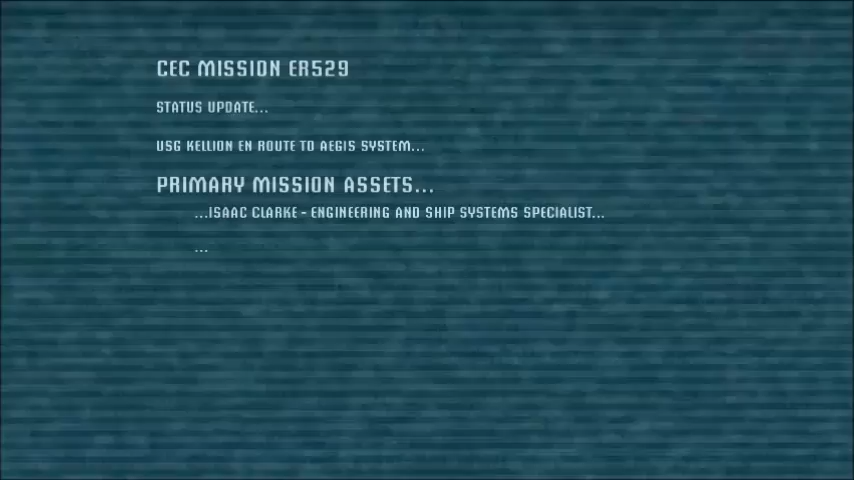 CEC MISSION ER529
STATUS UPDATE...
USG KELLION EN ROUTE TO AEGIS SYSTEM...
PRIMARY MISSION ASSETS...
...ISAAC CLARKE - ENGINEERING AND SHIP SYSTEMS SPECIALIST...
...